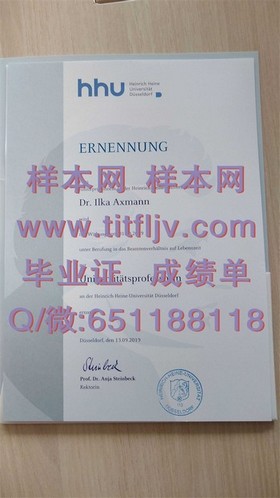 hhu
Heinrich Heine
Universität
Düsseldorf
ERNENNUNG
样本网 样本网
Dr. Ilka Axmann
www.titfljv.com
unter Berufung in das Beamtenverhältnis auf Lebenszeit
毕业证 成绩单
Universitätsprofessorin
an der Heinrich-Heine-Universität Düsseldorf
Q/微:651188118
Düsseldorf, den
Prof. Dr. Anja Steinbeck
Rektorin